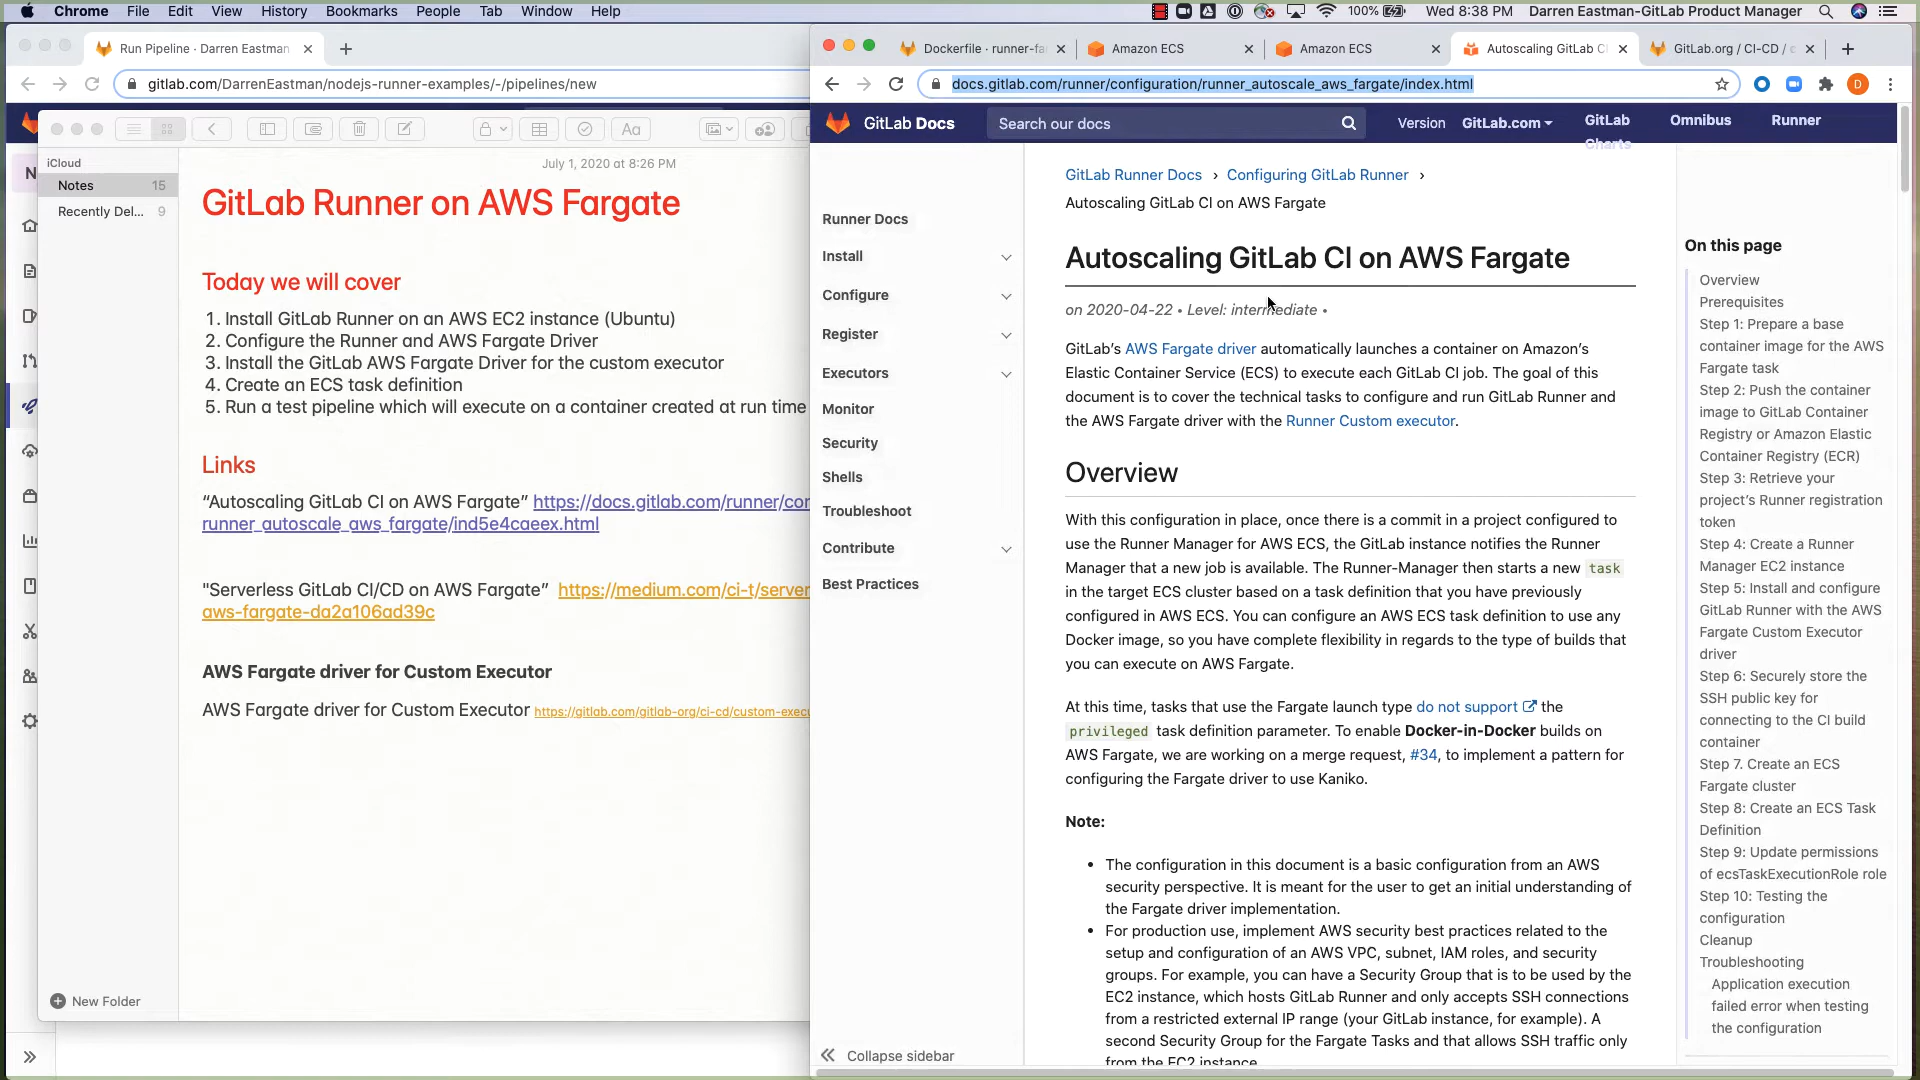 Chrome File Edit View History Bookmarks People Tab Window Help
100% Wed 8:38 PM Darren Eastman-GitLab Product Manager
Run Pipeline · Darren Eastman
gitlab.com/DarrenEastman/nodejs-runner-examples/-/pipelines/new
N
iCloud
Notes 15
Recently Del... 9
New Folder
July 1, 2020 at 8:26 PM
GitLab Runner on AWS Fargate
Today we will cover
1. Install GitLab Runner on an AWS EC2 instance (Ubuntu)
2. Configure the Runner and AWS Fargate Driver
3. Install the GitLab AWS Fargate Driver for the custom executor
4. Create an ECS task definition
5. Run a test pipeline which will execute on a container created at run time
Links
“Autoscaling GitLab CI on AWS Fargate” https://docs.gitlab.com/runner/cor
runner_autoscale_aws_fargate/ind5e4caeex.html
"Serverless GitLab CI/CD on AWS Fargate” https://medium.com/ci-t/server
aws-fargate-da2a106ad39c
AWS Fargate driver for Custom Executor
AWS Fargate driver for Custom Executor https://gitlab.com/gitlab-org/ci-cd/custom-execu
Dockerfile · runner-fa
Amazon ECS
Amazon ECS
Autoscaling GitLab C
GitLab.org / CI-CD / c
docs.gitlab.com/runner/configuration/runner_autoscale_aws_fargate/index.html
D
GitLab Docs
Search our docs
Version GitLab.com
GitLab
Charts
Omnibus
Runner
Runner Docs
Install
Configure
Register
Executors
Monitor
Security
Shells
Troubleshoot
Contribute
Best Practices
Collapse sidebar
GitLab Runner Docs › Configuring GitLab Runner ›
Autoscaling GitLab CI on AWS Fargate
Autoscaling GitLab CI on AWS Fargate
on 2020-04-22 • Level: intermediate •
GitLab’s AWS Fargate driver automatically launches a container on Amazon’s
Elastic Container Service (ECS) to execute each GitLab CI job. The goal of this
document is to cover the technical tasks to configure and run GitLab Runner and
the AWS Fargate driver with the Runner Custom executor.
Overview
With this configuration in place, once there is a commit in a project configured to
use the Runner Manager for AWS ECS, the GitLab instance notifies the Runner
Manager that a new job is available. The Runner-Manager then starts a new task
in the target ECS cluster based on a task definition that you have previously
configured in AWS ECS. You can configure an AWS ECS task definition to use any
Docker image, so you have complete flexibility in regards to the type of builds that
you can execute on AWS Fargate.
At this time, tasks that use the Fargate launch type do not support the
privileged task definition parameter. To enable Docker-in-Docker builds on
AWS Fargate, we are working on a merge request, #34, to implement a pattern for
configuring the Fargate driver to use Kaniko.
Note:
• The configuration in this document is a basic configuration from an AWS
security perspective. It is meant for the user to get an initial understanding of
the Fargate driver implementation.
• For production use, implement AWS security best practices related to the
setup and configuration of an AWS VPC, subnet, IAM roles, and security
groups. For example, you can have a Security Group that is to be used by the
EC2 instance, which hosts GitLab Runner and only accepts SSH connections
from a restricted external IP range (your GitLab instance, for example). A
second Security Group for the Fargate Tasks and that allows SSH traffic only
from the EC2 instance.
On this page
Overview
Prerequisites
Step 1: Prepare a base
container image for the AWS
Fargate task
Step 2: Push the container
image to GitLab Container
Registry or Amazon Elastic
Container Registry (ECR)
Step 3: Retrieve your
project’s Runner registration
token
Step 4: Create a Runner
Manager EC2 instance
Step 5: Install and configure
GitLab Runner with the AWS
Fargate Custom Executor
driver
Step 6: Securely store the
SSH public key for
connecting to the CI build
container
Step 7. Create an ECS
Fargate cluster
Step 8: Create an ECS Task
Definition
Step 9: Update permissions
of ecsTaskExecutionRole role
Step 10: Testing the
configuration
Cleanup
Troubleshooting
Application execution
failed error when testing
the configuration